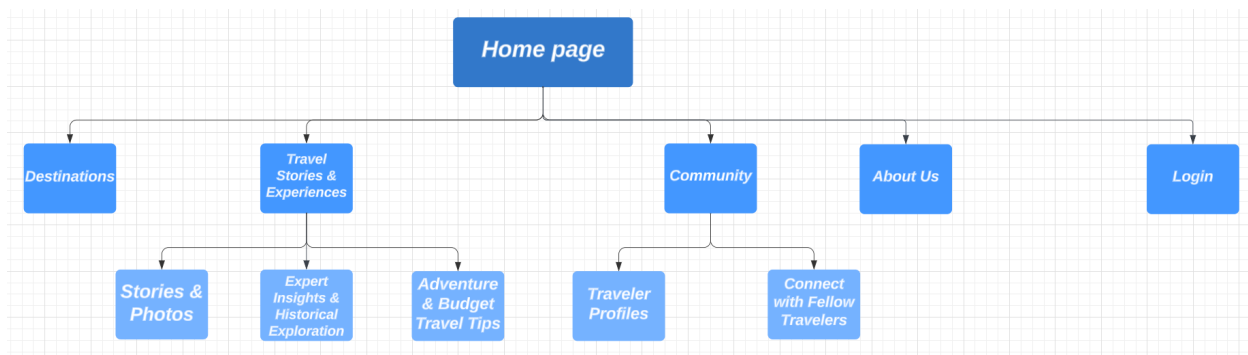 Home page
Destinations
Travel
Stories &
Experiences
Community
About Us
Login
Stories &
Photos
Expert
Insights &
Historical
Exploration
Adventure
& Budget
Travel Tips
Traveler
Profiles
Connect
with Fellow
Travelers